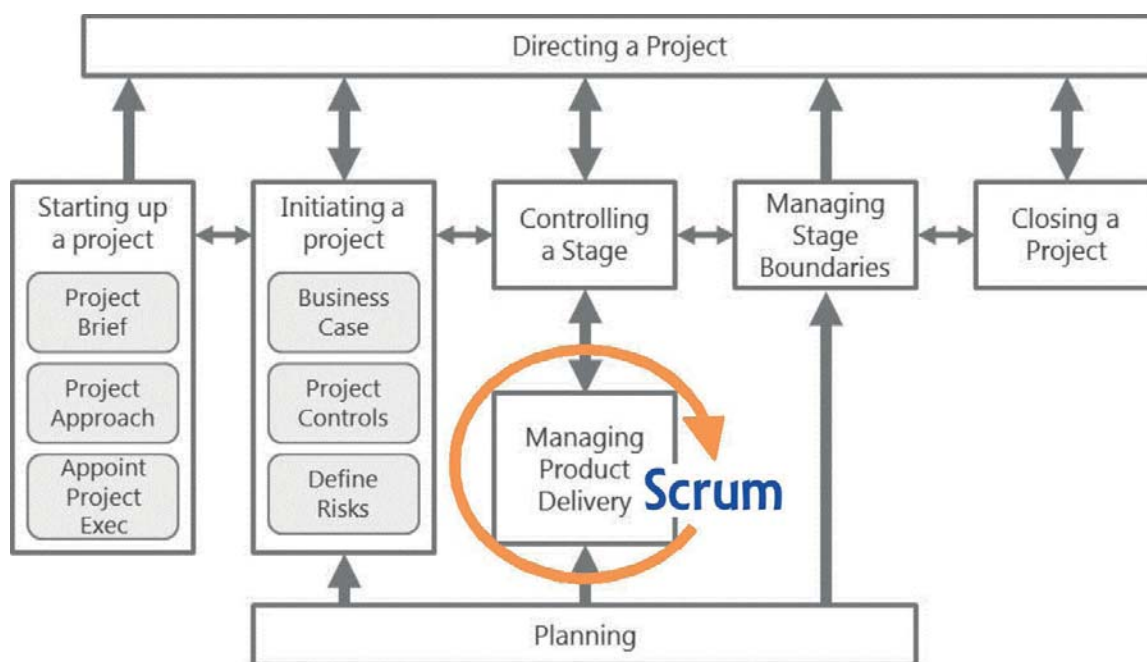 Directing a Project
Starting up
a project
Project
Brief
Project
Approach
Appoint
Project
Exec
Initiating a
project
Business
Case
Project
Controls
Define
Risks
Controlling
a Stage
Managing
Stage
Boundaries
Closing a
Project
Managing
Product
Delivery
Scrum
Planning